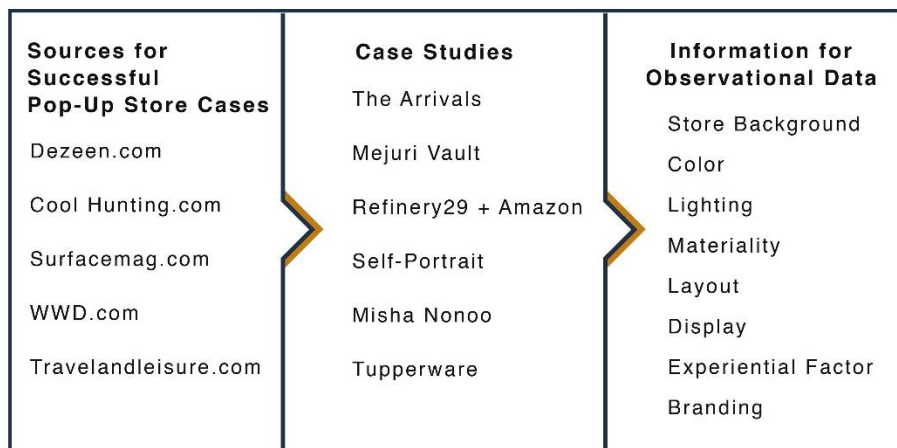 Sources for
Successful
Pop-Up Store Cases
Dezeen.com
Cool Hunting.com
Surfacemag.com
WWD.com
Travelandleisure.com
Case Studies
The Arrivals
Mejuri Vault
Refinery29 + Amazon
Self-Portrait
Misha Nonoo
Tupperware
Information for
Observational Data
Store Background
Color
Lighting
Materiality
Layout
Display
Experiential Factor
Branding